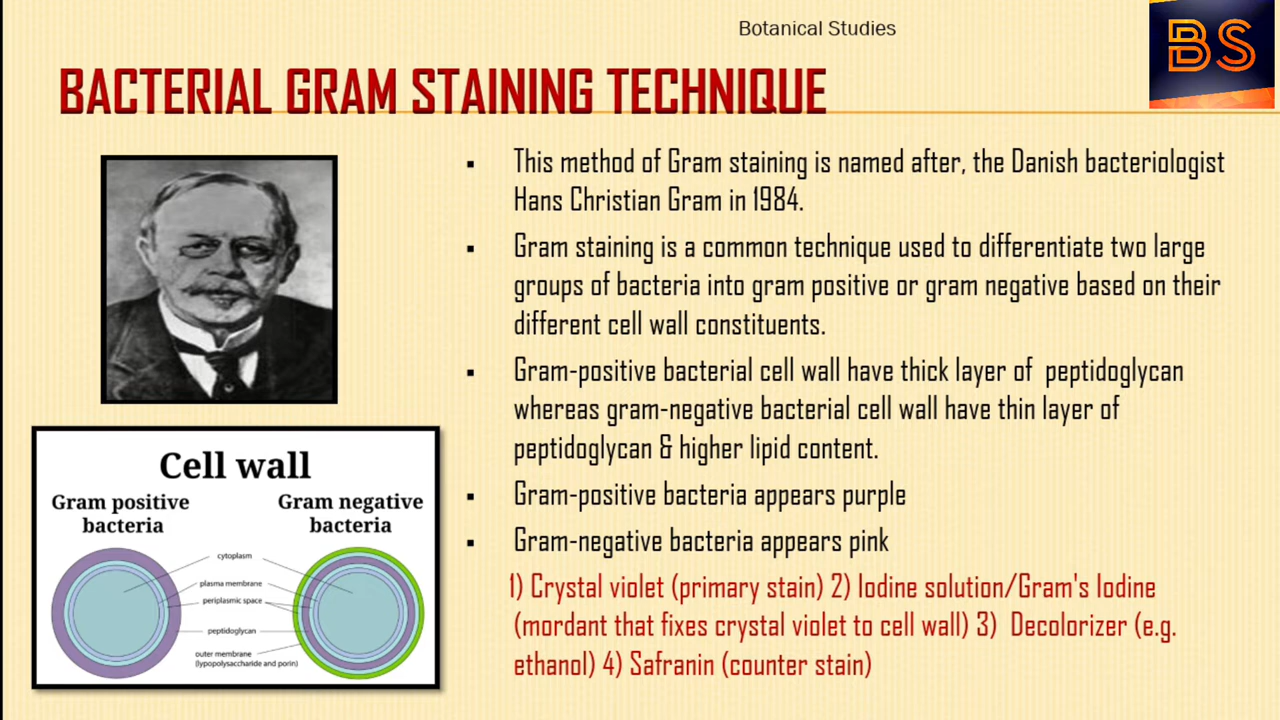 Botanical Studies
BS
BACTERIAL GRAM STAINING TECHNIQUE
▪ This method of Gram staining is named after, the Danish bacteriologist
Hans Christian Gram in 1984.
▪ Gram staining is a common technique used to differentiate two large
groups of bacteria into gram positive or gram negative based on their
different cell wall constituents.
▪ Gram-positive bacterial cell wall have thick layer of peptidoglycan
whereas gram-negative bacterial cell wall have thin layer of
peptidoglycan & higher lipid content.
▪ Gram-positive bacteria appears purple
▪ Gram-negative bacteria appears pink
1) Crystal violet (primary stain) 2) Iodine solution/Gram's Iodine
(mordant that fixes crystal violet to cell wall) 3) Decolorizer (e.g.
ethanol) 4) Safranin (counter stain)
Cell wall
Gram positive
bacteria
Gram negative
bacteria
cytoplasm
plasma membrane
periplasmic space
peptidoglycan
outer membrane
(lypopolysaccharide and porin)